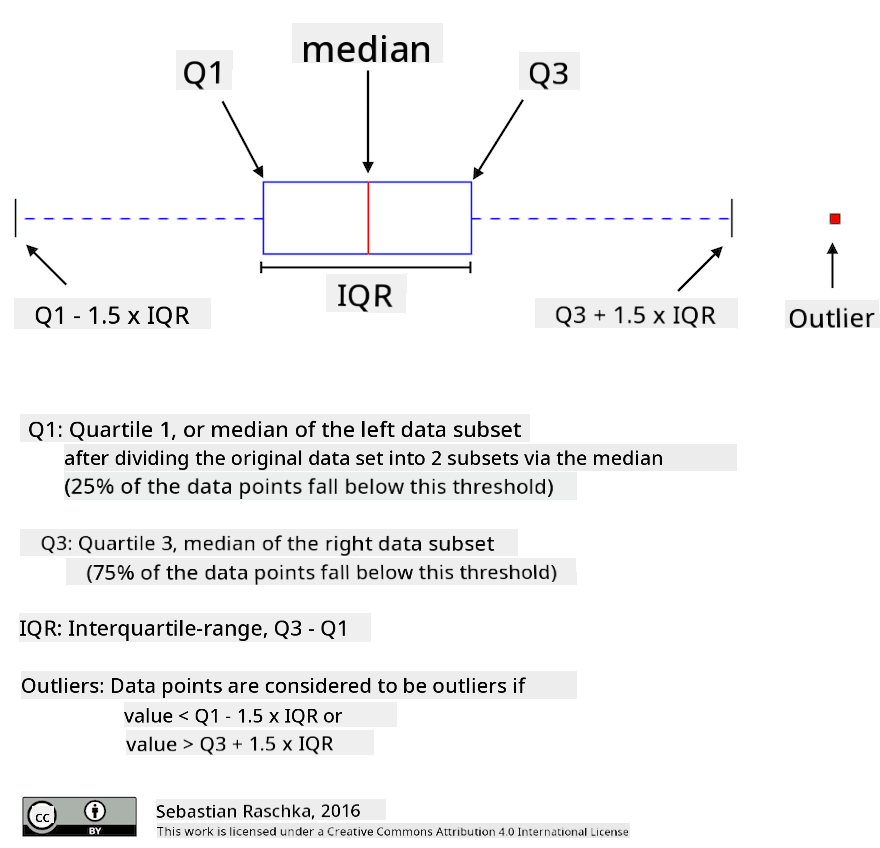 median
Q1
Q3
Q1 - 1.5 x IQR
IQR
Q3 + 1.5 x IQR
Outlier
Q1: Quartile 1, or median of the left data subset
after dividing the original data set into 2 subsets via the median
(25% of the data points fall below this threshold)
Q3: Quartile 3, median of the right data subset
(75% of the data points fall below this threshold)
IQR: Interquartile-range, Q3 - Q1
Outliers: Data points are considered to be outliers if
value < Q1 - 1.5 x IQR or
value > Q3 + 1.5 x IQR
cc
BY
Sebastian Raschka, 2016
This work is licensed under a Creative Commons Attribution 4.0 International License